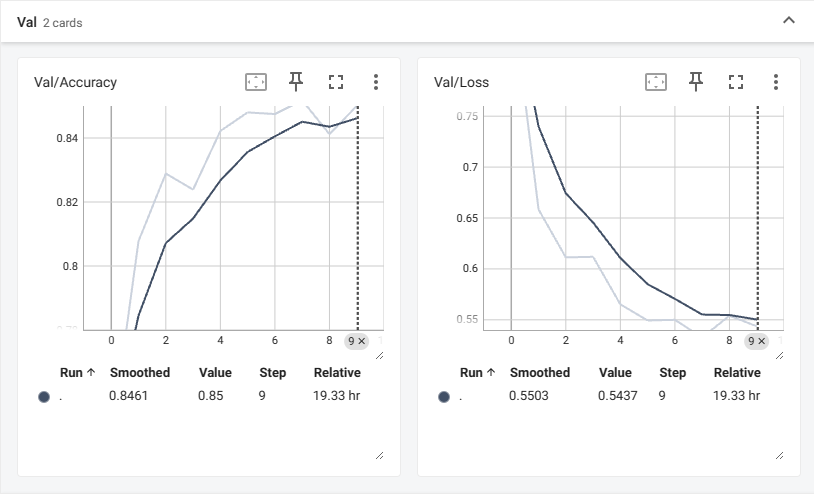 Val 2 cards
Val/Accuracy
0.84
0.82
0.8
0 2 4 6 8 9 ×
Run ↑ Smoothed Value Step Relative
. 0.8461 0.85 9 19.33 hr
Val/Loss
0.75
0.7
0.65
0.6
0.55
0 2 4 6 8 9 ×
Run ↑ Smoothed Value Step Relative
. 0.5503 0.5437 9 19.33 hr